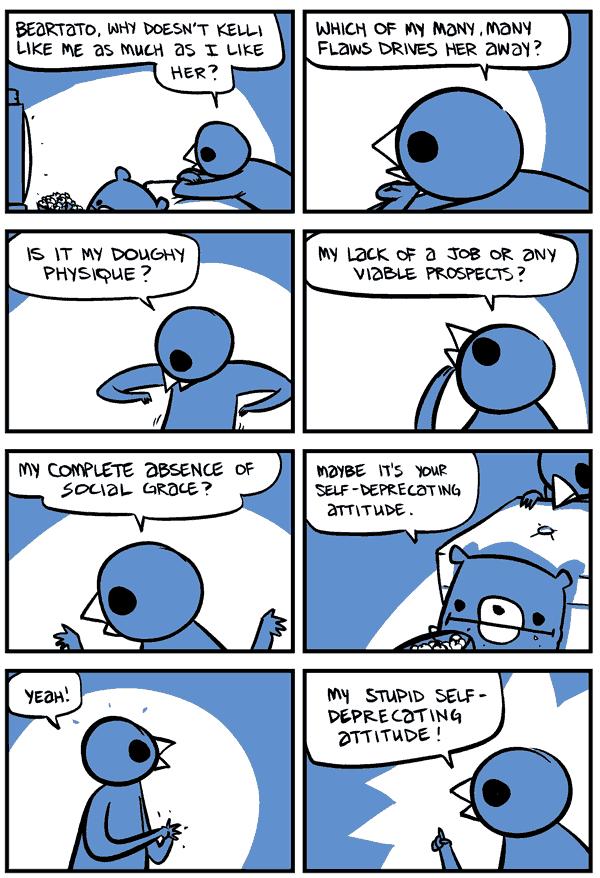 BEARTATO, WHY DOESN'T KELLI
LIKE ME AS MUCH AS I LIKE
HER?
WHICH OF MY MANY, MANY
FLAWS DRIVES HER AWAY?
IS IT MY DOUGHY
PHYSIQUE?
MY LACK OF A JOB OR ANY
VIABLE PROSPECTS?
MY COMPLETE ABSENCE OF
SOCIAL GRACE?
MAYBE IT'S YOUR
SELF-DEPRECATING
ATTITUDE.
YEAH!
MY STUPID SELF-
DEPRECATING
ATTITUDE!